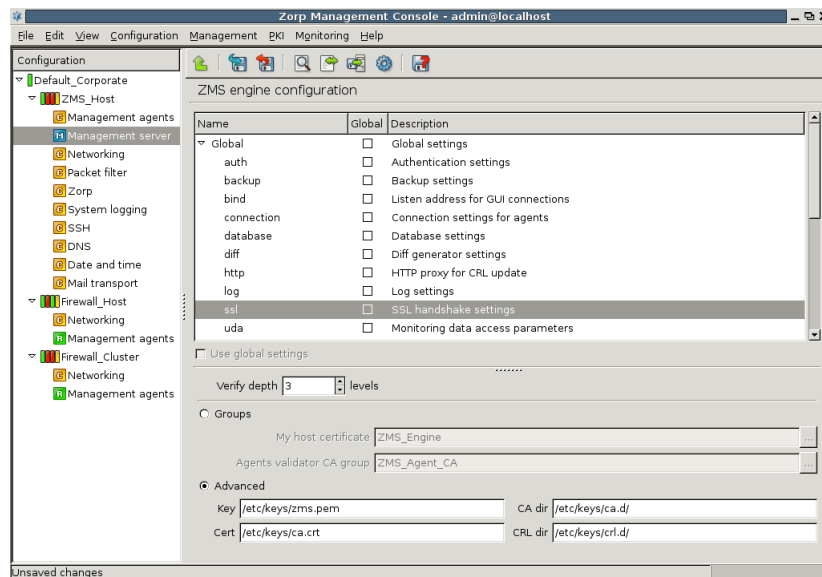 Zorp Management Console - admin@localhost
File Edit View Configuration Management PKI Monitoring Help
Configuration
Default_Corporate
ZMS_Host
Management agents
Management server
Networking
Packet filter
Zorp
System logging
SSH
DNS
Date and time
Mail transport
Firewall_Host
Networking
Management agents
Firewall_Cluster
Networking
Management agents
ZMS engine configuration
Name Global Description
Global Global settings
auth Authentication settings
backup Backup settings
bind Listen address for GUI connections
connection Connection settings for agents
database Database settings
diff Diff generator settings
http HTTP proxy for CRL update
log Log settings
ssl SSL handshake settings
uda Monitoring data access parameters
Use global settings
Verify depth 3 levels
Groups
My host certificate ZMS_Engine ...
Agents validator CA group ZMS_Agent_CA ...
Advanced
Key /etc/keys/zms.pem CA dir /etc/keys/ca.d/
Cert /etc/keys/ca.crt CRL dir /etc/keys/crl.d/
Unsaved changes